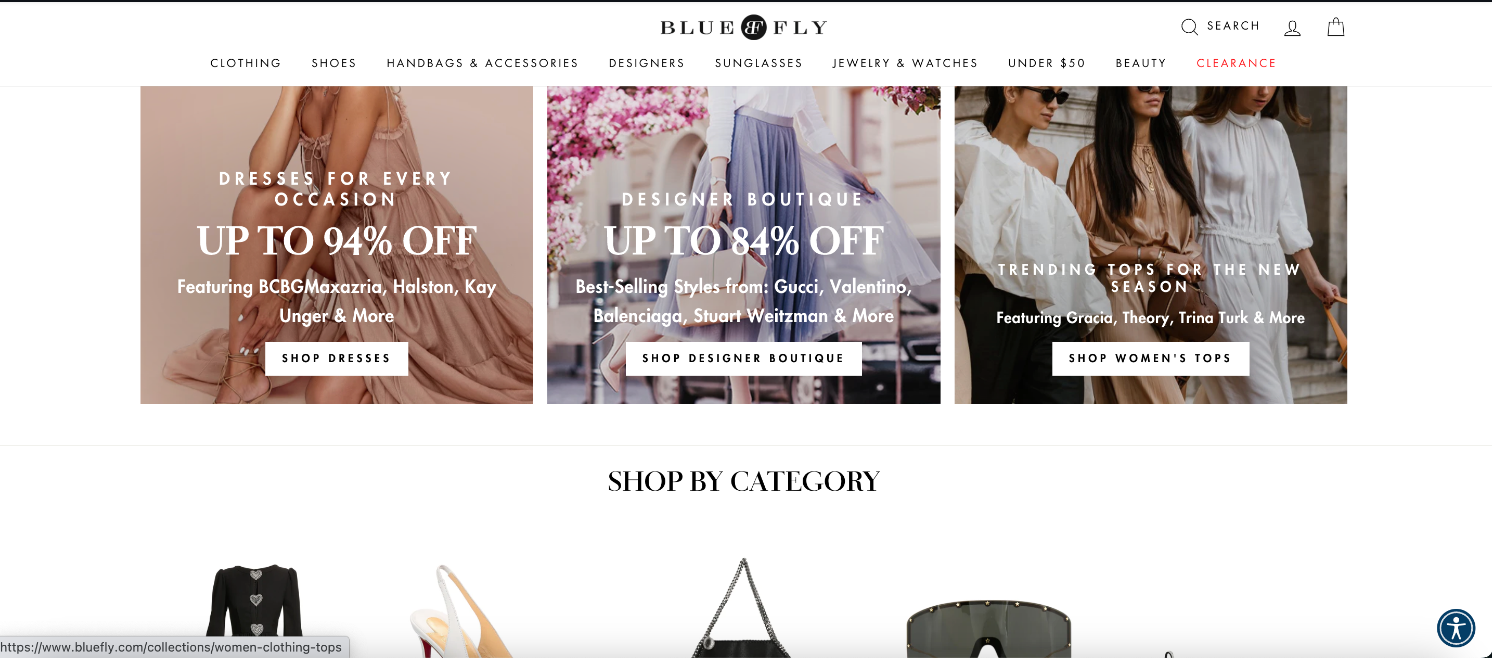 BLUE BF FLY
SEARCH
CLOTHING SHOES HANDBAGS & ACCESSORIES DESIGNERS SUNGLASSES JEWELRY & WATCHES UNDER $50 BEAUTY CLEARANCE
DRESSES FOR EVERY
OCCASION
UP TO 94% OFF
Featuring BCBGMaxazria, Halston, Kay
Unger & More
SHOP DRESSES
DESIGNER BOUTIQUE
UP TO 84% OFF
Best-Selling Styles from: Gucci, Valentino,
Balenciaga, Stuart Weitzman & More
SHOP DESIGNER BOUTIQUE
TRENDING TOPS FOR THE NEW
SEASON
Featuring Gracia, Theory, Trina Turk & More
SHOP WOMEN'S TOPS
SHOP BY CATEGORY
https://www.bluefly.com/collections/women-clothing-tops